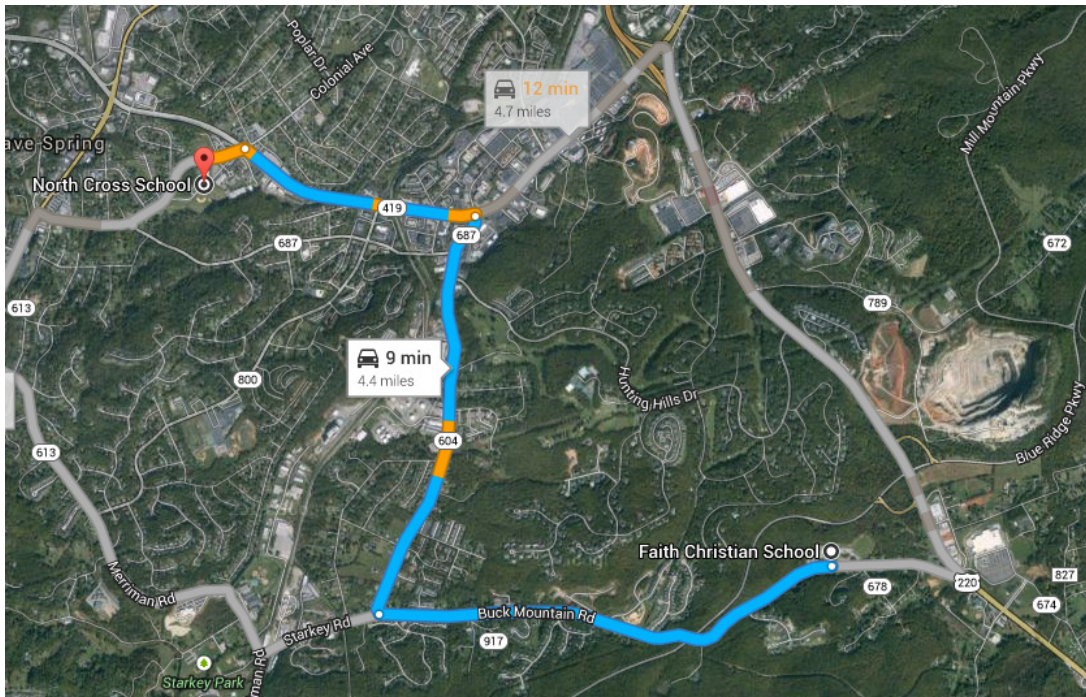 Poplar Dr
Colonial Ave
12 min
4.7 miles
Mill Mountain Pkwy
ave Spring
North Cross School
419
687
687
672
613
789
9 min
4.4 miles
800
Hunting Hills Dr
604
613
Blue Ridge Pkwy
Faith Christian School
Merriman Rd
678
220
827
674
Starkey Rd
Buck Mountain Rd
917
Starkey Park
man Rd